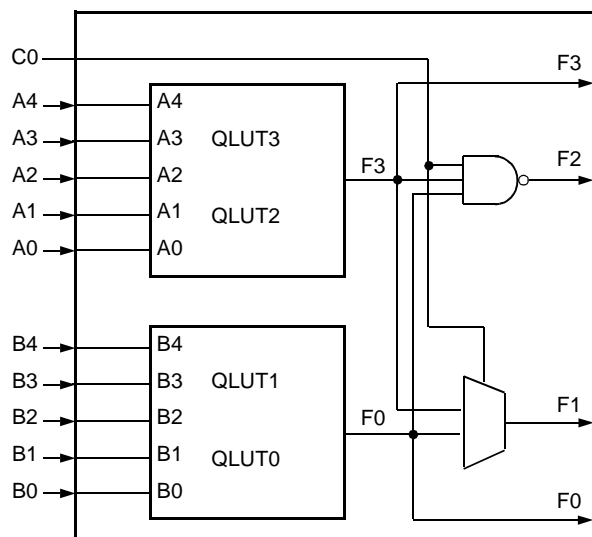 C0
F3
A4 A4
A3 A3 QLUT3
F3 F2
A2 A2
A1 A1 QLUT2
A0 A0
B4 B4
B3 B3 QLUT1
B2 B2
F0 F1
B1 B1 QLUT0
B0 B0
F0